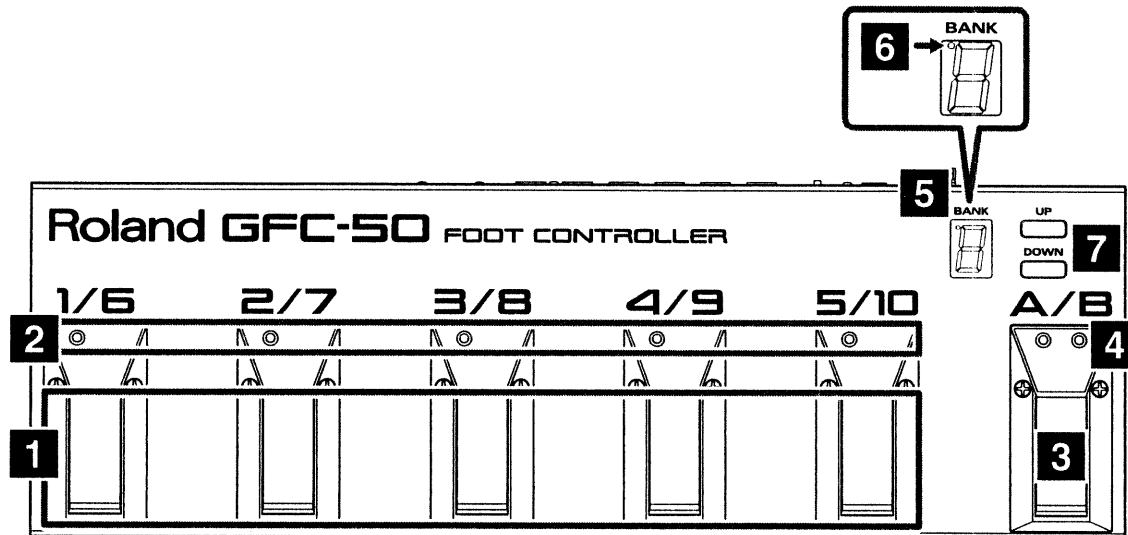 BANK
6
5
BANK
UP
DOWN
7
Roland GFC-50 FOOT CONTROLLER
1/6 2/7 3/8 4/9 5/10 A/B
2
4
1
3